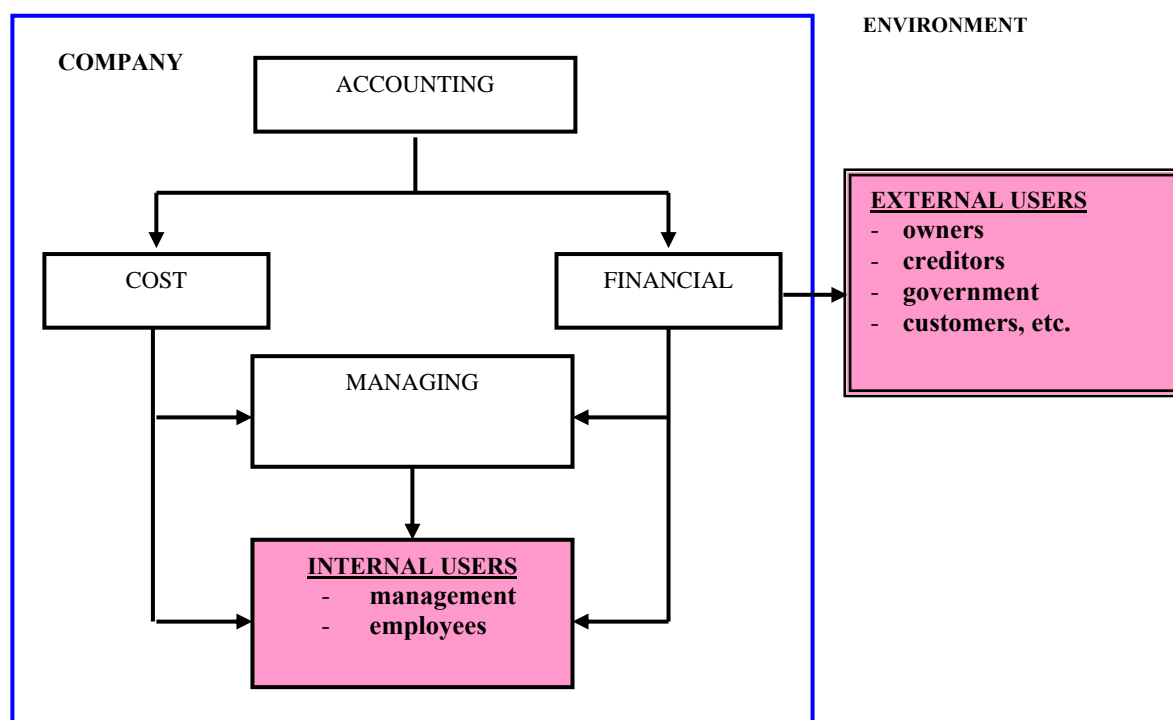 ENVIRONMENT
COMPANY
ACCOUNTING
EXTERNAL USERS
- owners
- creditors
- government
- customers, etc.
COST
FINANCIAL
MANAGING
INTERNAL USERS
- management
- employees